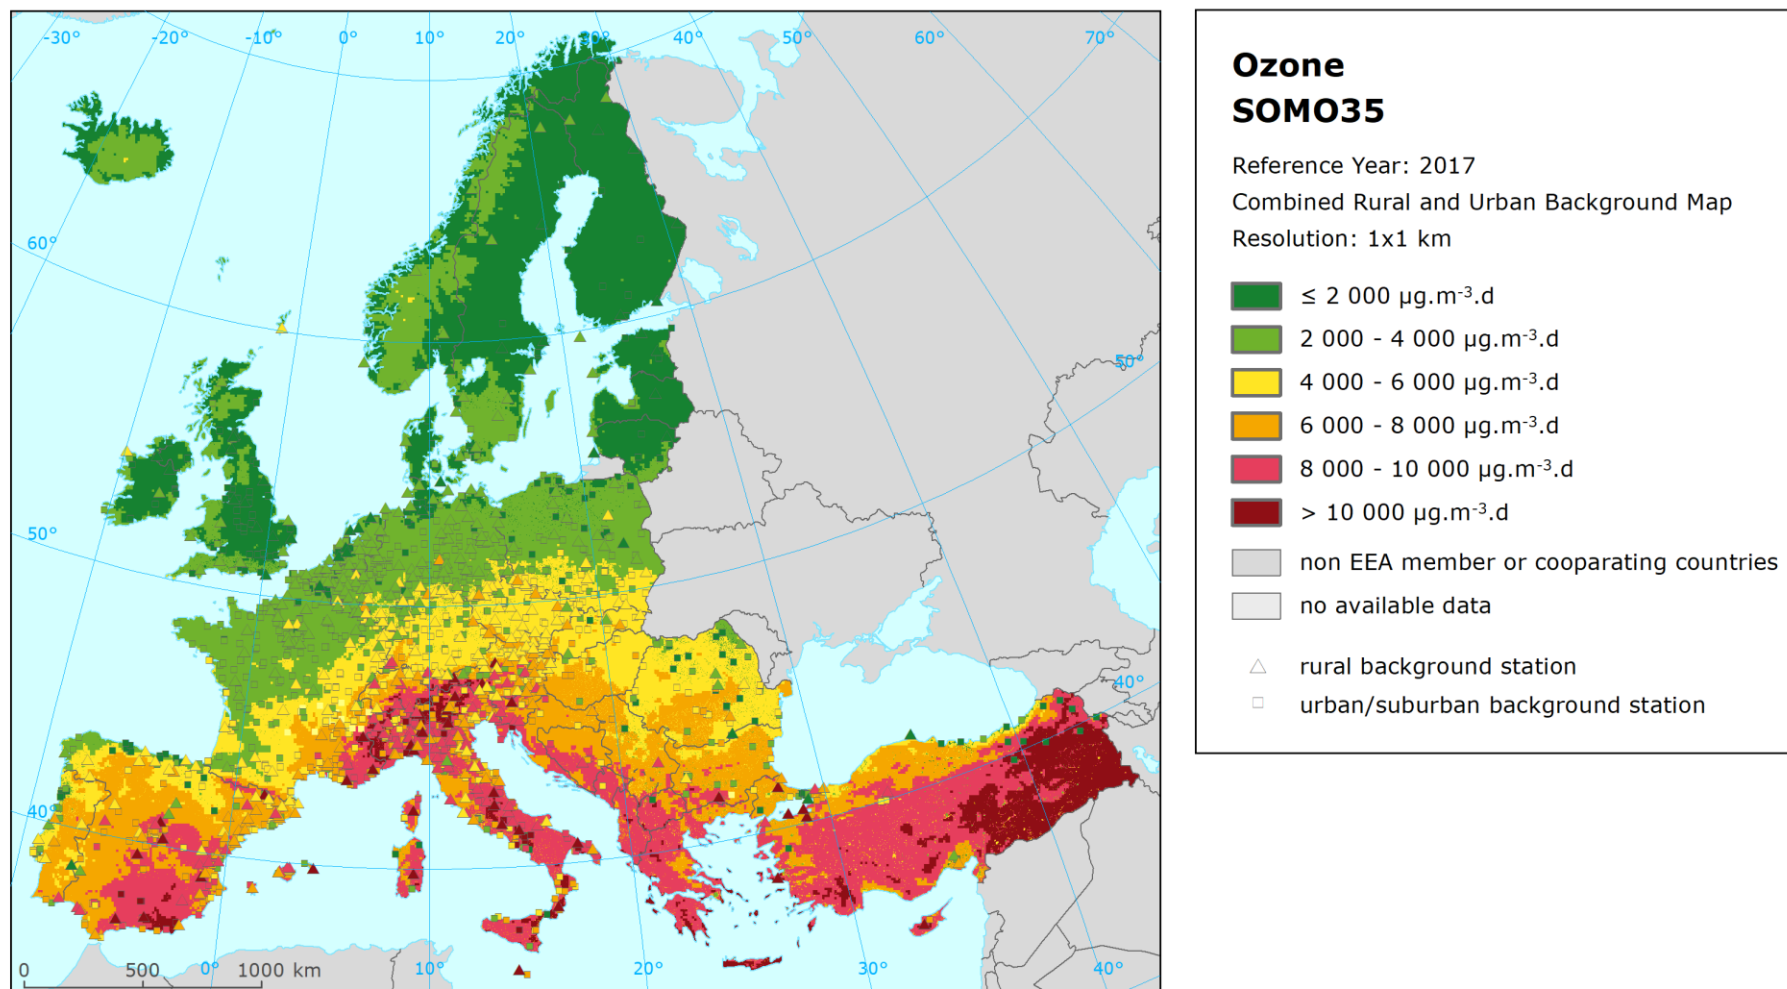 -30° -20° -10° 0° 10° 20° 30° 40° 50° 60° 70°
60°
50°
50°
40°
40°
0 500 0° 1000 km 10° 20° 30° 40°
Ozone
SOMO35
Reference Year: 2017
Combined Rural and Urban Background Map
Resolution: 1x1 km
≤ 2 000 µg.m⁻³.d
2 000 - 4 000 µg.m⁻³.d
4 000 - 6 000 µg.m⁻³.d
6 000 - 8 000 µg.m⁻³.d
8 000 - 10 000 µg.m⁻³.d
> 10 000 µg.m⁻³.d
non EEA member or cooparating countries
no available data
rural background station
urban/suburban background station